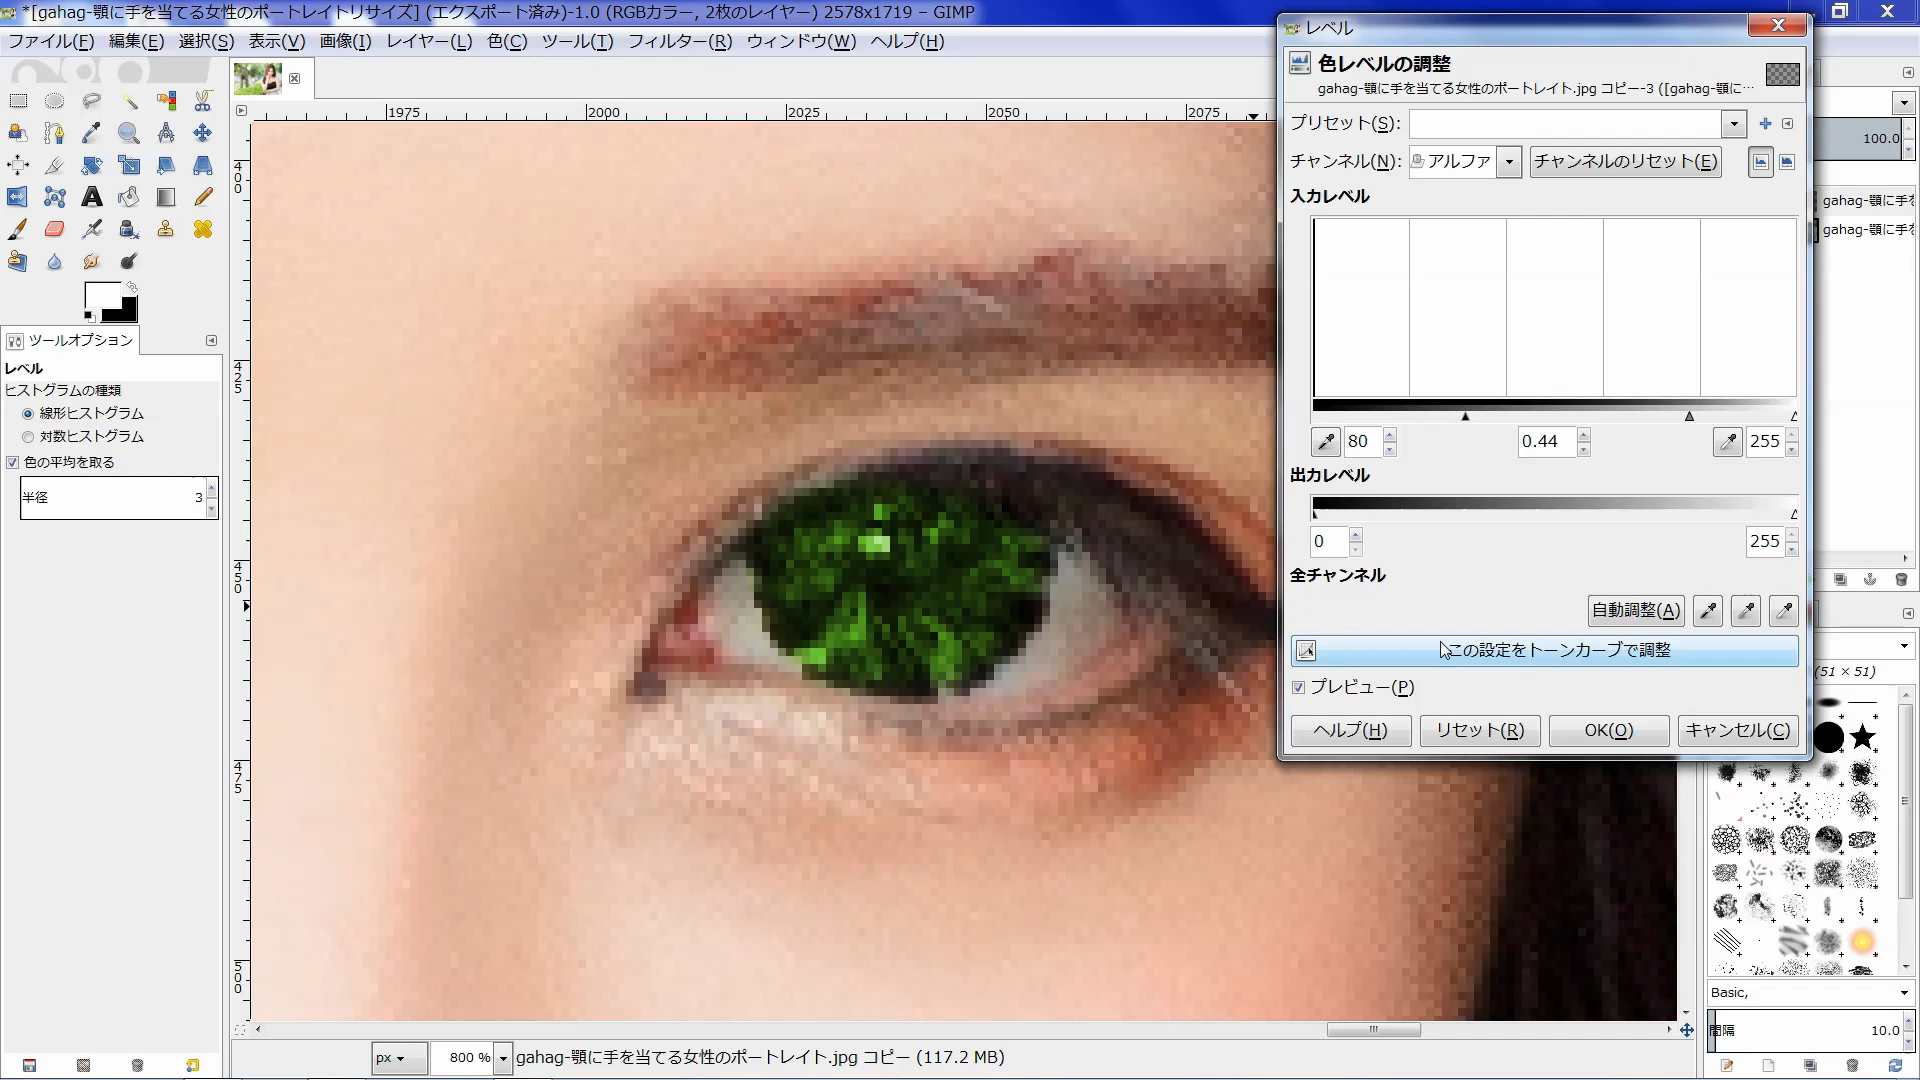 *[gahag-顎に手を当てる女性のポートレイトリサイズ] (エクスポート済み)-1.0 (RGBカラー, 2枚のレイヤー) 2578x1719 – GIMP
ファイル(F) 編集(E) 選択(S) 表示(V) 画像(I) レイヤー(L) 色(C) ツール(T) フィルター(R) ウィンドウ(W) ヘルプ(H)
1975 2000 2025 2050 2075
400
425
450
475
500
ツールオプション
レベル
ヒストグラムの種類
線形ヒストグラム
対数ヒストグラム
色の平均を取る
半径 3
レベル
色レベルの調整
gahag-顎に手を当てる女性のポートレイト.jpg コピー-3 ([gahag-顎に…
プリセット(S):
チャンネル(N): アルファ チャンネルのリセット(E)
入力レベル
80 0.44 255
出力レベル
0 255
全チャンネル
自動調整(A)
この設定をトーンカーブで調整
プレビュー(P)
ヘルプ(H) リセット(R) OK(O) キャンセル(C)
100.0
gahag-顎に手を
gahag-顎に手を
(51 × 51)
Basic,
間隔 10.0
px 800 % gahag-顎に手を当てる女性のポートレイト.jpg コピー (117.2 MB)